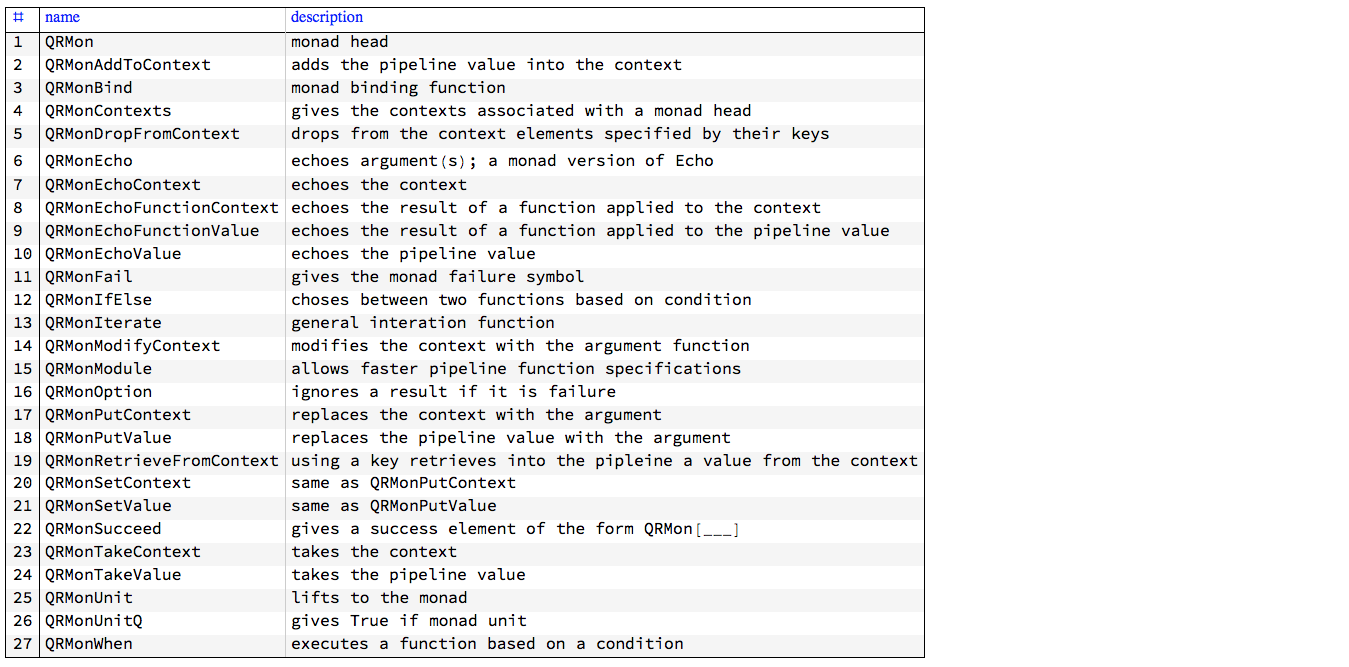 # name description
1 QRMon monad head
2 QRMonAddToContext adds the pipeline value into the context
3 QRMonBind monad binding function
4 QRMonContexts gives the contexts associated with a monad head
5 QRMonDropFromContext drops from the context elements specified by their keys
6 QRMonEcho echoes argument(s); a monad version of Echo
7 QRMonEchoContext echoes the context
8 QRMonEchoFunctionContext echoes the result of a function applied to the context
9 QRMonEchoFunctionValue echoes the result of a function applied to the pipeline value
10 QRMonEchoValue echoes the pipeline value
11 QRMonFail gives the monad failure symbol
12 QRMonIfElse choses between two functions based on condition
13 QRMonIterate general interation function
14 QRMonModifyContext modifies the context with the argument function
15 QRMonModule allows faster pipeline function specifications
16 QRMonOption ignores a result if it is failure
17 QRMonPutContext replaces the context with the argument
18 QRMonPutValue replaces the pipeline value with the argument
19 QRMonRetrieveFromContext using a key retrieves into the pipleine a value from the context
20 QRMonSetContext same as QRMonPutContext
21 QRMonSetValue same as QRMonPutValue
22 QRMonSucceed gives a success element of the form QRMon[___]
23 QRMonTakeContext takes the context
24 QRMonTakeValue takes the pipeline value
25 QRMonUnit lifts to the monad
26 QRMonUnitQ gives True if monad unit
27 QRMonWhen executes a function based on a condition